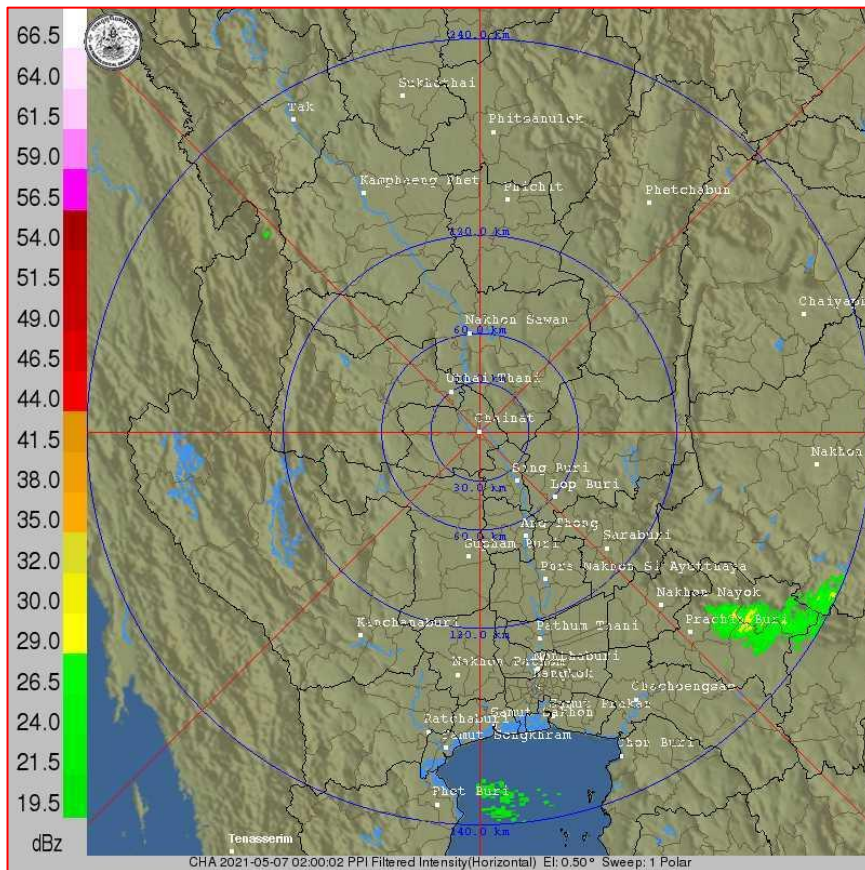 66.5
64.0
61.5
59.0
56.5
54.0
51.5
49.0
46.5
44.0
41.5
38.0
35.0
32.0
30.0
29.0
26.5
24.0
21.5
19.5
dBz
240.0 km
Sukhothai
Tak
Phitsanulok
Kamphaeng Phet
Phichit
Phetchabun
120.0 km
Chaiyap
Nakhon Sawan
60.0 km
Uthai Thani
Chainat
Nakhon
Sing Buri
30.0 km
Lop Buri
Ang Thong
60.0 km
Suphan Buri
Saraburi
Pora Nakhon Si Ayutthaya
Nakhon Nayok
Kanchanaburi
120.0 km
Pathum Thani
Prachin Buri
Nonthaburi
Nakhon Pathom
Bangkok
Chachoengsao
Samut Prakar
Samut Sakhon
Ratchaburi
Samut Songkhram
Chon Buri
Phet Buri
240.0 km
Tenasserim
CHA 2021-05-07 02:00:02 PPI Filtered Intensity(Horizontal) El: 0.50° Sweep: 1 Polar